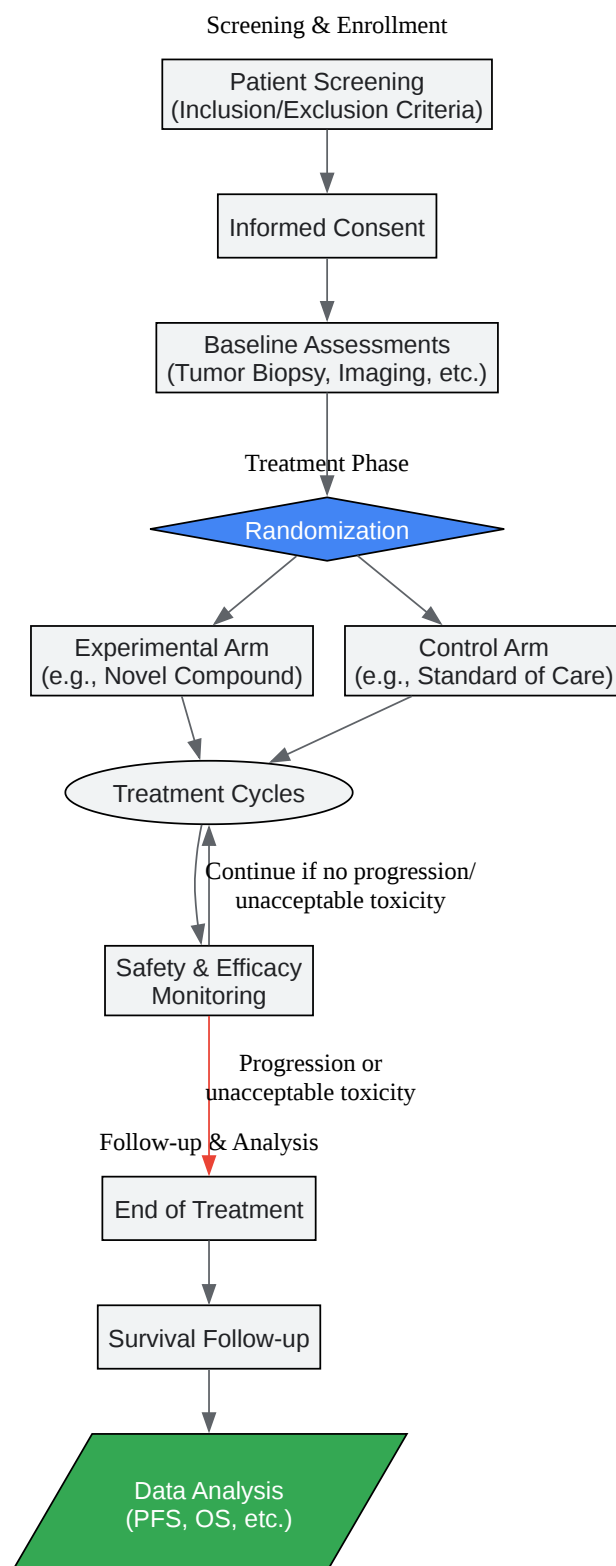 Screening & Enrollment
Patient Screening
(Inclusion/Exclusion Criteria)
Informed Consent
Baseline Assessments
(Tumor Biopsy, Imaging, etc.)
Treatment Phase
Randomization
Experimental Arm
(e.g., Novel Compound)
Control Arm
(e.g., Standard of Care)
Treatment Cycles
Continue if no progression/
unacceptable toxicity
Safety & Efficacy
Monitoring
Progression or
unacceptable toxicity
Follow-up & Analysis
End of Treatment
Survival Follow-up
Data Analysis
(PFS, OS, etc.)